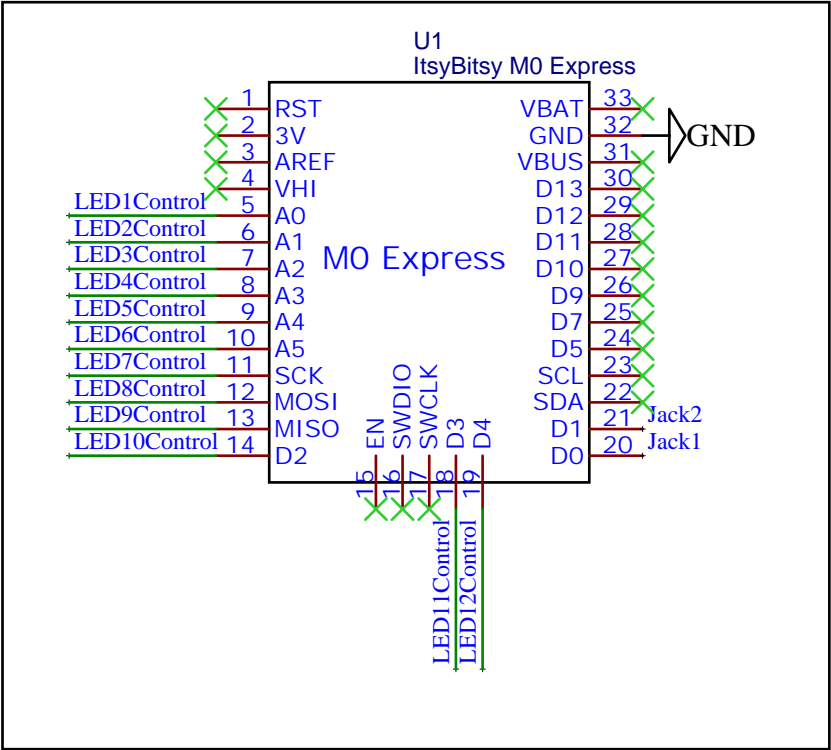 U1
ItsyBitsy M0 Express
1 RST
2 3V
3 AREF
4 VHI
LED1Control 5 A0
LED2Control 6 A1
LED3Control 7 A2
LED4Control 8 A3
LED5Control 9 A4
LED6Control 10 A5
LED7Control 11 SCK
LED8Control 12 MOSI
LED9Control 13 MISO
LED10Control 14 D2
M0 Express
VBAT 33
GND 32 GND
VBUS 31
D13 30
D12 29
D11 28
D10 27
D9 26
D7 25
D5 24
SCL 23
SDA 22
D1 21 Jack2
D0 20 Jack1
EN 15
SWDIO 16
SWCLK 17
D3 18 LED11Control
D4 19 LED12Control